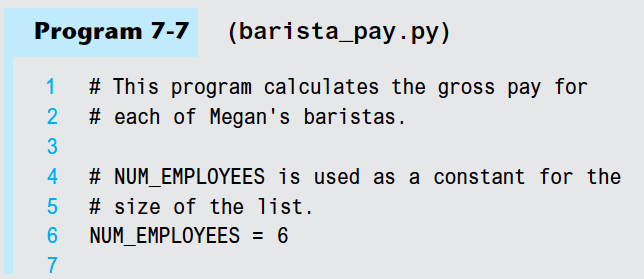 Program 7-7 (barista_pay.py)
1 # This program calculates the gross pay for
2 # each of Megan's baristas.
3
4 # NUM_EMPLOYEES is used as a constant for the
5 # size of the list.
6 NUM_EMPLOYEES = 6
7